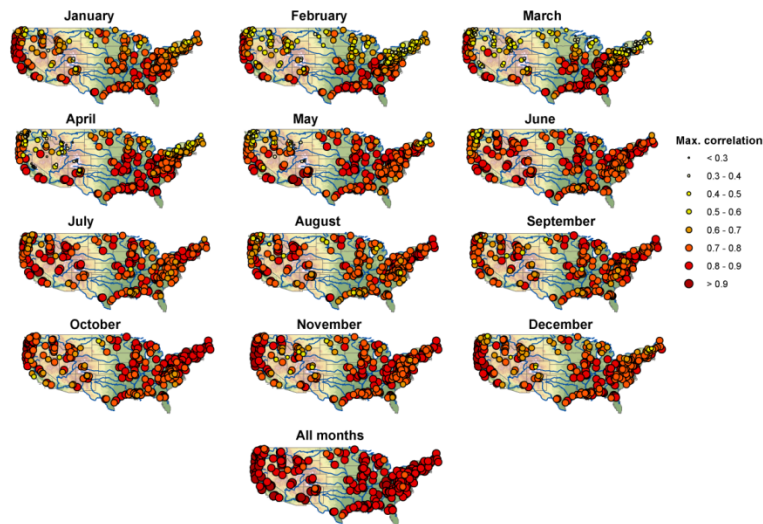 January
February
March
April
May
June
Max. correlation
< 0.3
0.3 - 0.4
0.4 - 0.5
0.5 - 0.6
0.6 - 0.7
0.7 - 0.8
0.8 - 0.9
> 0.9
July
August
September
October
November
December
All months